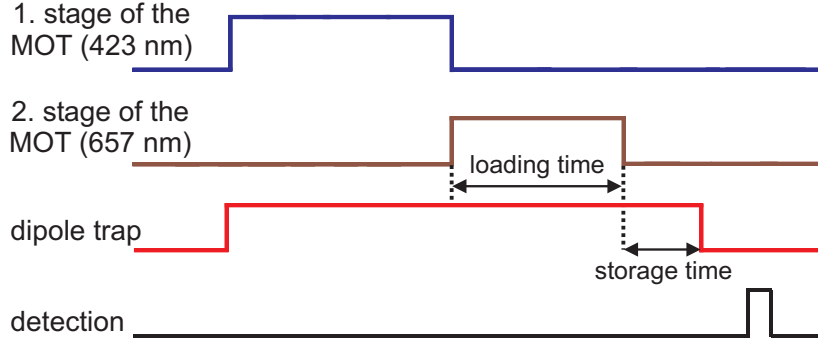 1. stage of the
MOT (423 nm)
2. stage of the
MOT (657 nm)
loading time
dipole trap
storage time
detection